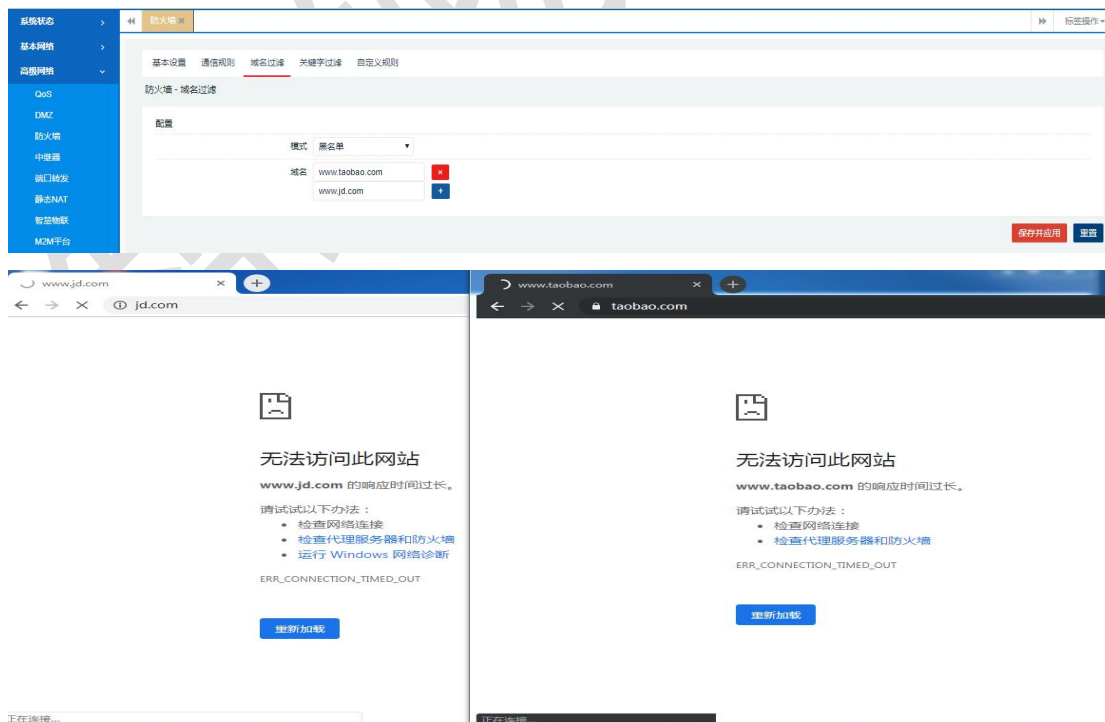 系统状态
防火墙
标签操作
基本网络
高级网络
基本设置 通信规则 域名过滤 关键字过滤 自定义规则
QoS
防火墙 - 域名过滤
DMZ
防火墙
配置
中继器
模式 黑名单
端口转发
域名 www.taobao.com
静态NAT
www.jd.com
智慧物联
M2M平台
保存并应用 重置
www.jd.com
jd.com
无法访问此网站
www.jd.com 的响应时间过长。
请试试以下办法：
• 检查网络连接
• 检查代理服务器和防火墙
• 运行 Windows 网络诊断
ERR_CONNECTION_TIMED_OUT
重新加载
正在连接...
www.taobao.com
taobao.com
无法访问此网站
www.taobao.com 的响应时间过长。
请试试以下办法：
• 检查网络连接
• 检查代理服务器和防火墙
ERR_CONNECTION_TIMED_OUT
重新加载
正在连接...